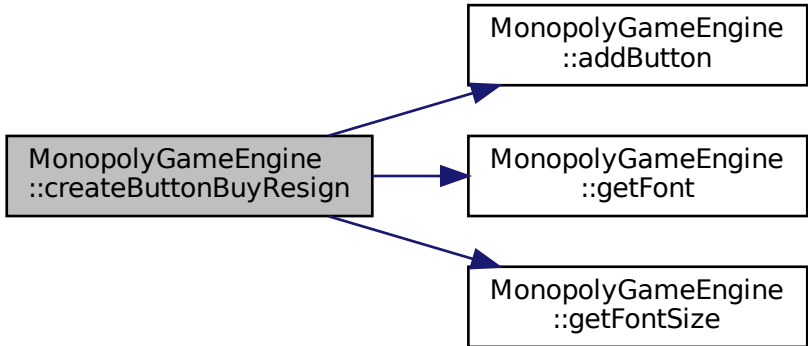 MonopolyGameEngine
::createButtonBuyResign
MonopolyGameEngine
::addButton
MonopolyGameEngine
::getFont
MonopolyGameEngine
::getFontSize